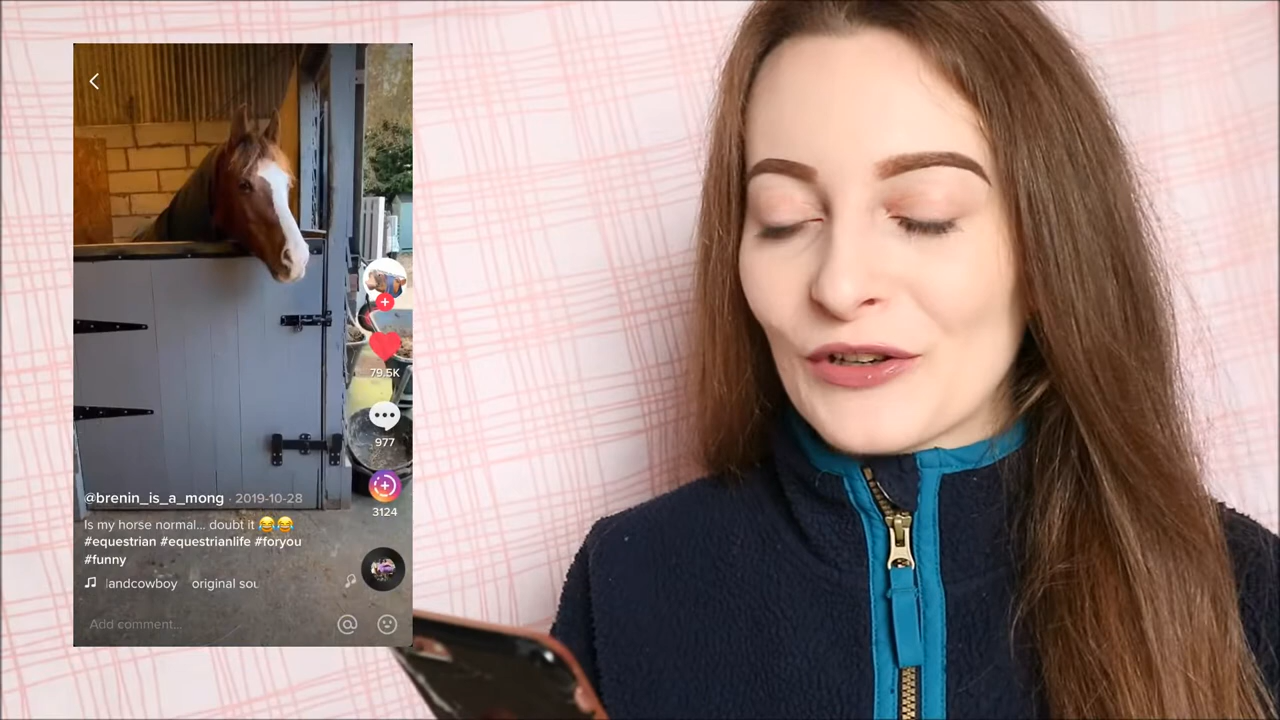 79.5K
977
@brenin_is_a_mong · 2019-10-28
3124
Is my horse normal... doubt it 😂😂
#equestrian #equestrianlife #foryou
#funny
andcowboy original sou
Add comment...